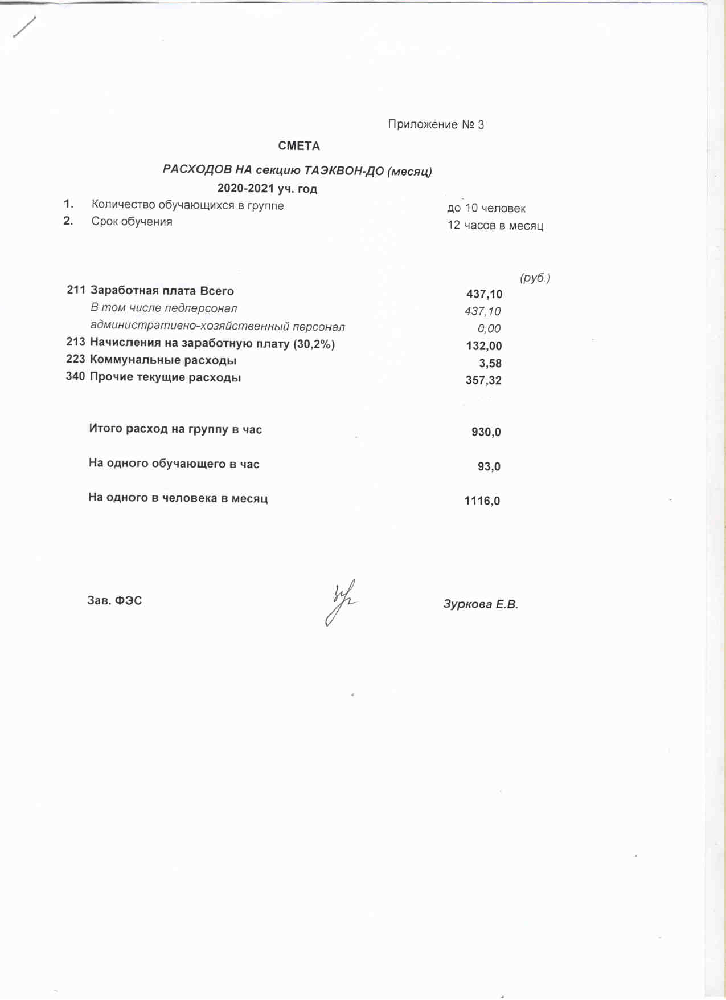 Приложение № 3
СМЕТА
РАСХОДОВ НА секцию ТАЭКВОН-ДО (месяц)
2020-2021 уч. год
1. Количество обучающихся в группе до 10 человек
2. Срок обучения 12 часов в месяц
(руб.)
211 Заработная плата Всего 437,10
В том числе педперсонал 437,10
административно-хозяйственный персонал 0,00
213 Начисления на заработную плату (30,2%) 132,00
223 Коммунальные расходы 3,58
340 Прочие текущие расходы 357,32
Итого расход на группу в час 930,0
На одного обучающего в час 93,0
На одного в человека в месяц 1116,0
Зав. ФЭС Зуркова Е.В.